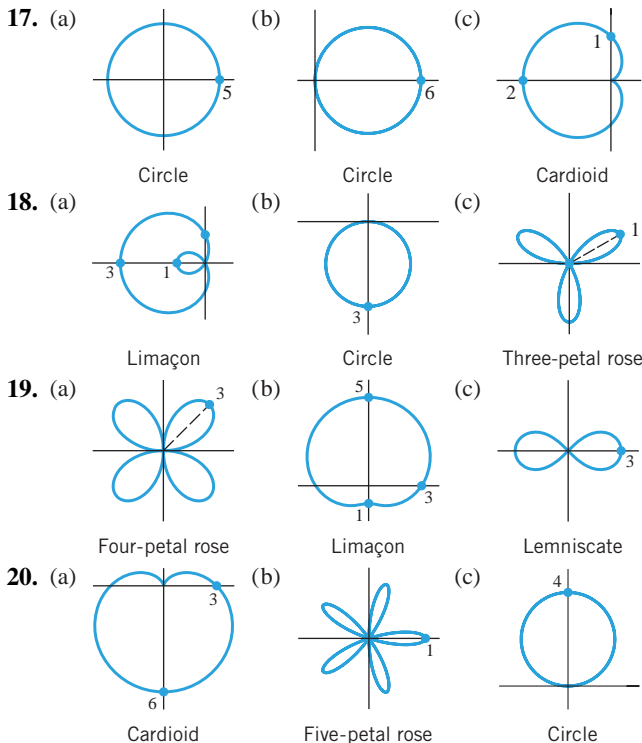 17. (a) (b) (c)
1
5 6 2
Circle Circle Cardioid
18. (a) (b) (c)
1
3 1
3
Limaçon Circle Three-petal rose
19. (a) (b) (c)
3 5
3 3
1
Four-petal rose Limaçon Lemniscate
20. (a) (b) (c)
4
3
1
6
Cardioid Five-petal rose Circle